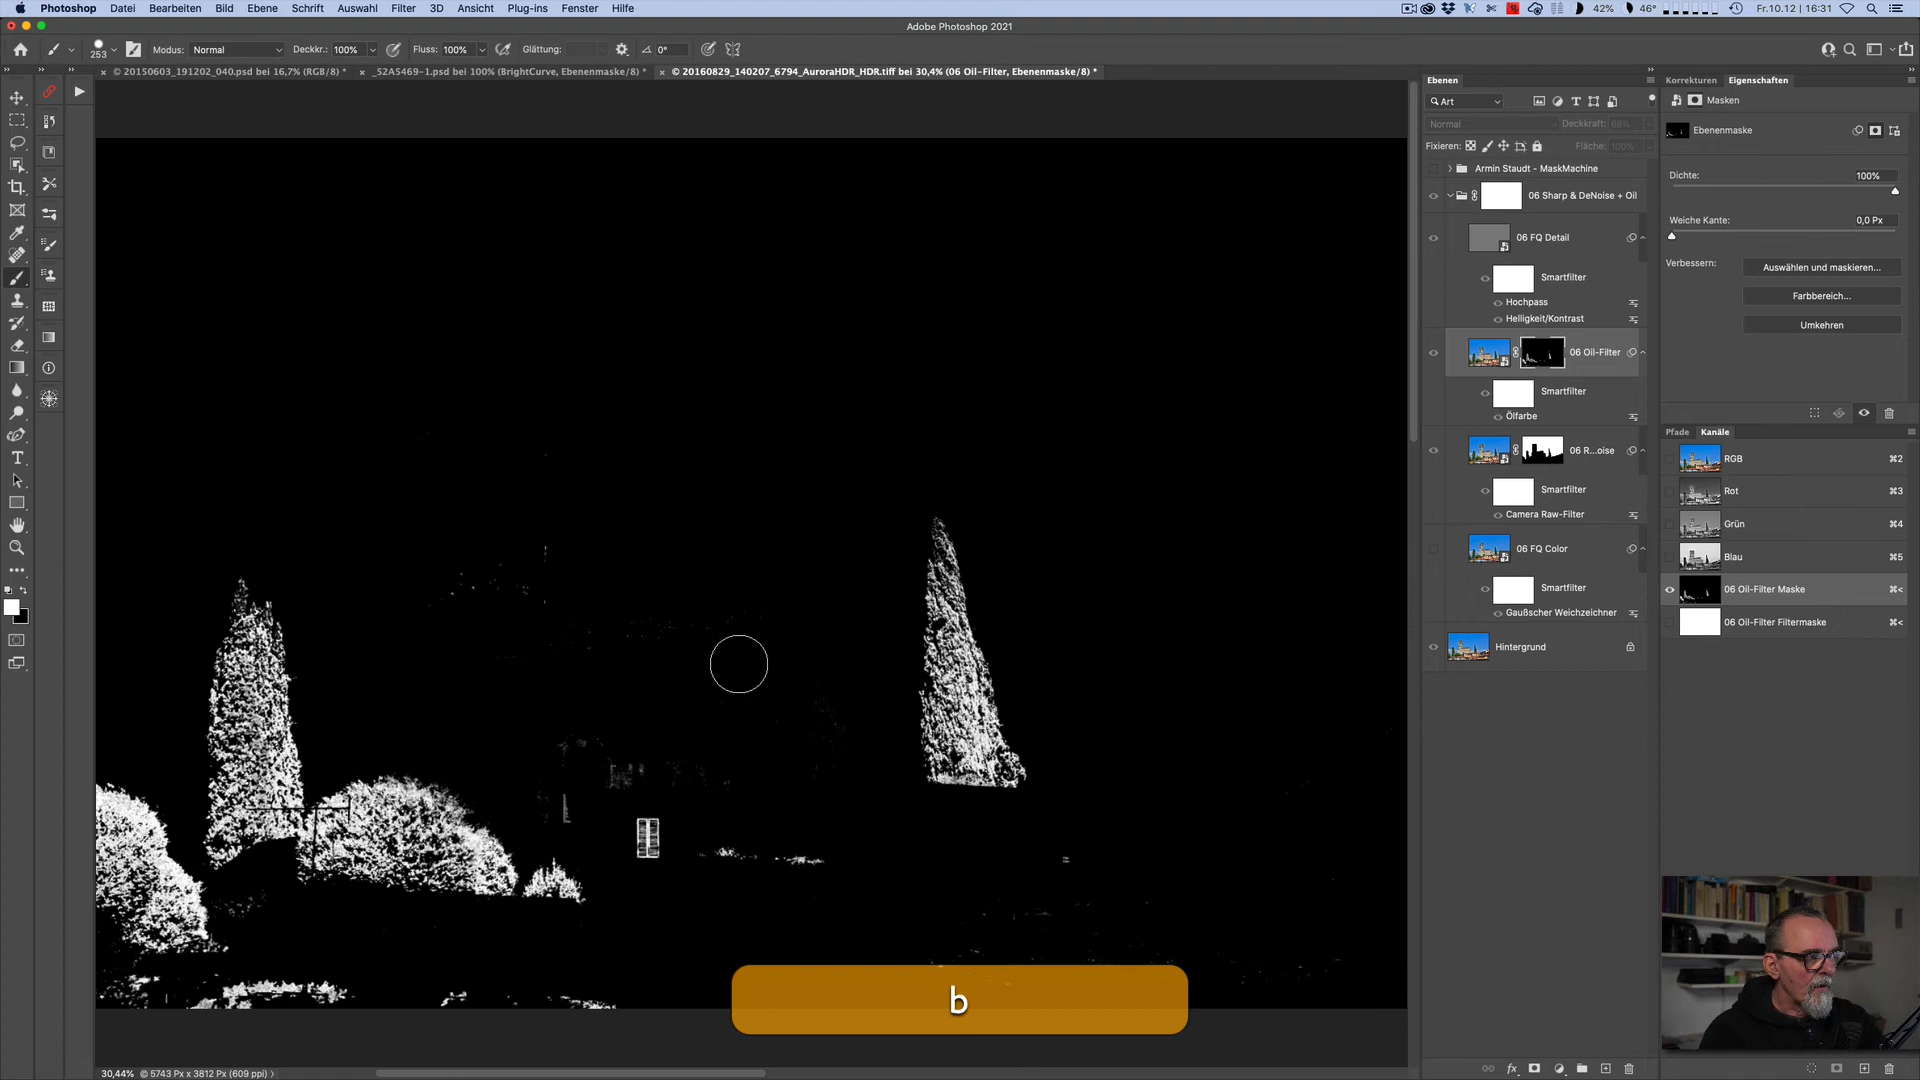 Photoshop Datei Bearbeiten Bild Ebene Schrift Auswahl Filter 3D Ansicht Plug-ins Fenster Hilfe 42% 46° Fr.10.12 | 16:31
Adobe Photoshop 2021
253 Modus: Normal Deckkr.: 100% Fluss: 100% Glättung: 0°
© 20150603_191202_040.psd bei 16,7% (RGB/8) *
_52A5469-1.psd bei 100% (BrightCurve, Ebenenmaske/8) *
© 20160829_140207_6794_AuroraHDR_HDR.tiff bei 30,4% (06 Oil-Filter, Ebenenmaske/8) *
Ebenen
Art
Normal Deckkraft: 68%
Fixieren: Fläche: 100%
Armin Staudt - MaskMachine
06 Sharp & DeNoise + Oil
06 FQ Detail
Smartfilter
Hochpass
Helligkeit/Kontrast
06 Oil-Filter
Smartfilter
Ölfarbe
06 R...oise
Smartfilter
Camera Raw-Filter
06 FQ Color
Smartfilter
Gaußscher Weichzeichner
Hintergrund
Korrekturen Eigenschaften
Masken
Ebenenmaske
Dichte: 100%
Weiche Kante: 0,0 Px
Verbessern: Auswählen und maskieren...
Farbbereich...
Umkehren
Pfade Kanäle
RGB ⌘2
Rot ⌘3
Grün ⌘4
Blau ⌘5
06 Oil-Filter Maske ⌘<
06 Oil-Filter Filtermaske ⌘<
b
30,44% © 5743 Px x 3812 Px (609 ppi)
fx